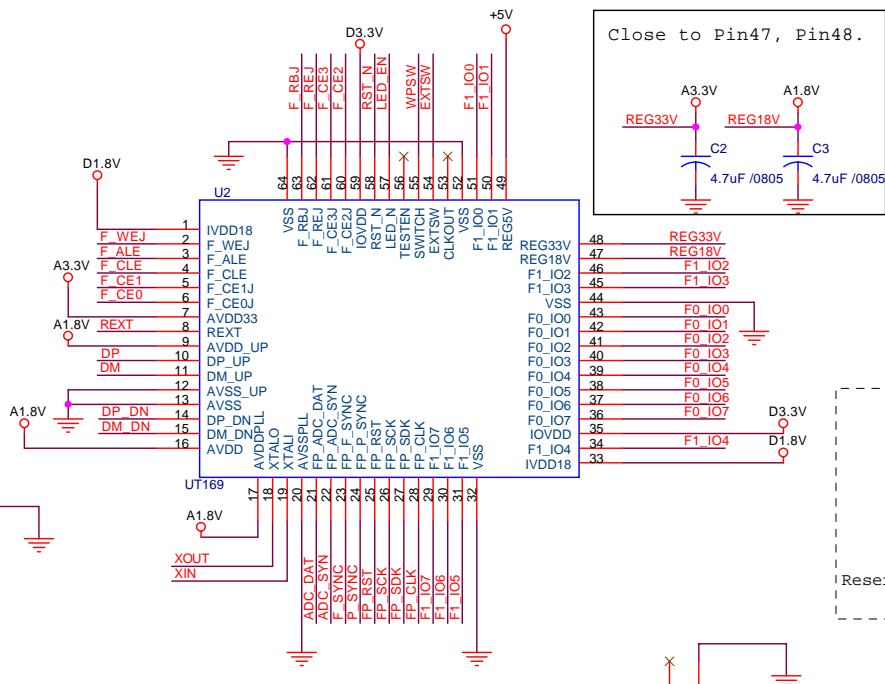 +5V
Close to Pin47, Pin48.
D3.3V
A3.3V
A1.8V
REG33V
REG18V
C2
C3
4.7uF /0805
4.7uF /0805
F_RBJ
F_REJ
F_CE3
F_CE2
RST_N
LED_EN
WPSW
EXTSW
F1_IO0
F1_IO1
64
63
62
61
60
59
58
57
56
55
54
53
52
51
50
49
VSS
F_RBJ
F_REJ
F_CE3J
F_CE2J
IOVDD
RST_N
LED_N
TESTEN
SWITCH
EXTSW
CLKOUT
VSS
F1_IO0
F1_IO1
REG5V
D1.8V
U2
1 IVDD18
F_WEJ 2 F_WEJ
F_ALE 3 F_ALE
F_CLE 4 F_CLE
F_CE1 5 F_CE1J
F_CE0 6 F_CE0J
A3.3V
7 AVDD33
REXT 8 REXT
A1.8V
9 AVDD_UP
DP 10 DP_UP
DM 11 DM_UP
12 AVSS_UP
13 AVSS
DP_DN 14 DP_DN
DM_DN 15 DM_DN
A1.8V
16 AVDD
REG33V 48 REG33V
REG18V 47 REG18V
F1_IO2 46 F1_IO2
F1_IO3 45 F1_IO3
VSS 44
F0_IO0 43 F0_IO0
F0_IO1 42 F0_IO1
F0_IO2 41 F0_IO2
F0_IO3 40 F0_IO3
F0_IO4 39 F0_IO4
F0_IO5 38 F0_IO5
F0_IO6 37 F0_IO6
F0_IO7 36 F0_IO7
IOVDD 35
D3.3V
F1_IO4 34 F1_IO4
IVDD18 33
D1.8V
AVDDPLL
XTALO
XTALI
AVSSPLL
FP_ADC_DAT
FP_ADC_SYN
FP_F_SYNC
FP_P_SYNC
FP_RST
FP_SCK
FP_SDK
FP_CLK
F1_IO7
F1_IO6
F1_IO5
VSS
UT169
17
18
19
20
21
22
23
24
25
26
27
28
29
30
31
32
A1.8V
XOUT
XIN
ADC_DAT
ADC_SYN
F_SYNC
P_SYNC
FP_RST
FP_SCK
FP_SDK
FP_CLK
F1_IO7
F1_IO6
F1_IO5